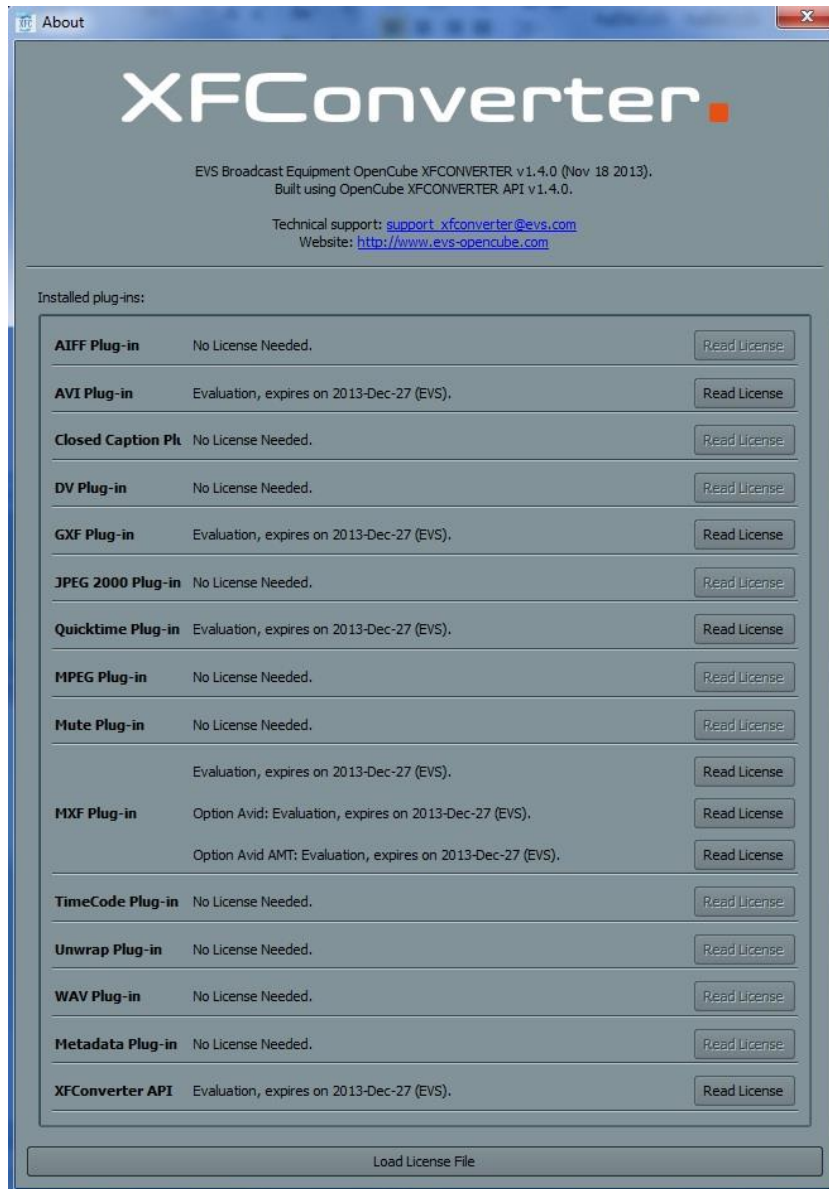 About
XFConverter.
EVS Broadcast Equipment OpenCube XFCONVERTER v1.4.0 (Nov 18 2013).
Built using OpenCube XFCONVERTER API v1.4.0.
Technical support: support_xfconverter@evs.com
Website: http://www.evs-opencube.com
Installed plug-ins:
AIFF Plug-in No License Needed. Read License
AVI Plug-in Evaluation, expires on 2013-Dec-27 (EVS). Read License
Closed Caption Plu No License Needed. Read License
DV Plug-in No License Needed. Read License
GXF Plug-in Evaluation, expires on 2013-Dec-27 (EVS). Read License
JPEG 2000 Plug-in No License Needed. Read License
Quicktime Plug-in Evaluation, expires on 2013-Dec-27 (EVS). Read License
MPEG Plug-in No License Needed. Read License
Mute Plug-in No License Needed. Read License
Evaluation, expires on 2013-Dec-27 (EVS). Read License
MXF Plug-in Option Avid: Evaluation, expires on 2013-Dec-27 (EVS). Read License
Option Avid AMT: Evaluation, expires on 2013-Dec-27 (EVS). Read License
TimeCode Plug-in No License Needed. Read License
Unwrap Plug-in No License Needed. Read License
WAV Plug-in No License Needed. Read License
Metadata Plug-in No License Needed. Read License
XFConverter API Evaluation, expires on 2013-Dec-27 (EVS). Read License
Load License File